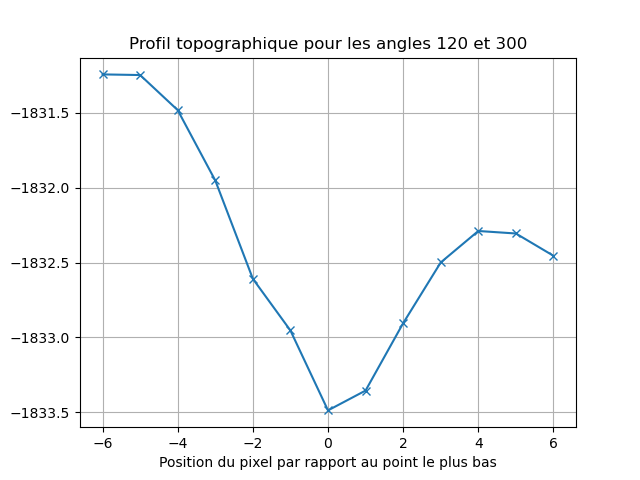 Profil topographique pour les angles 120 et 300
−1831.5
−1832.0
−1832.5
−1833.0
−1833.5
−6 −4 −2 0 2 4 6
Position du pixel par rapport au point le plus bas